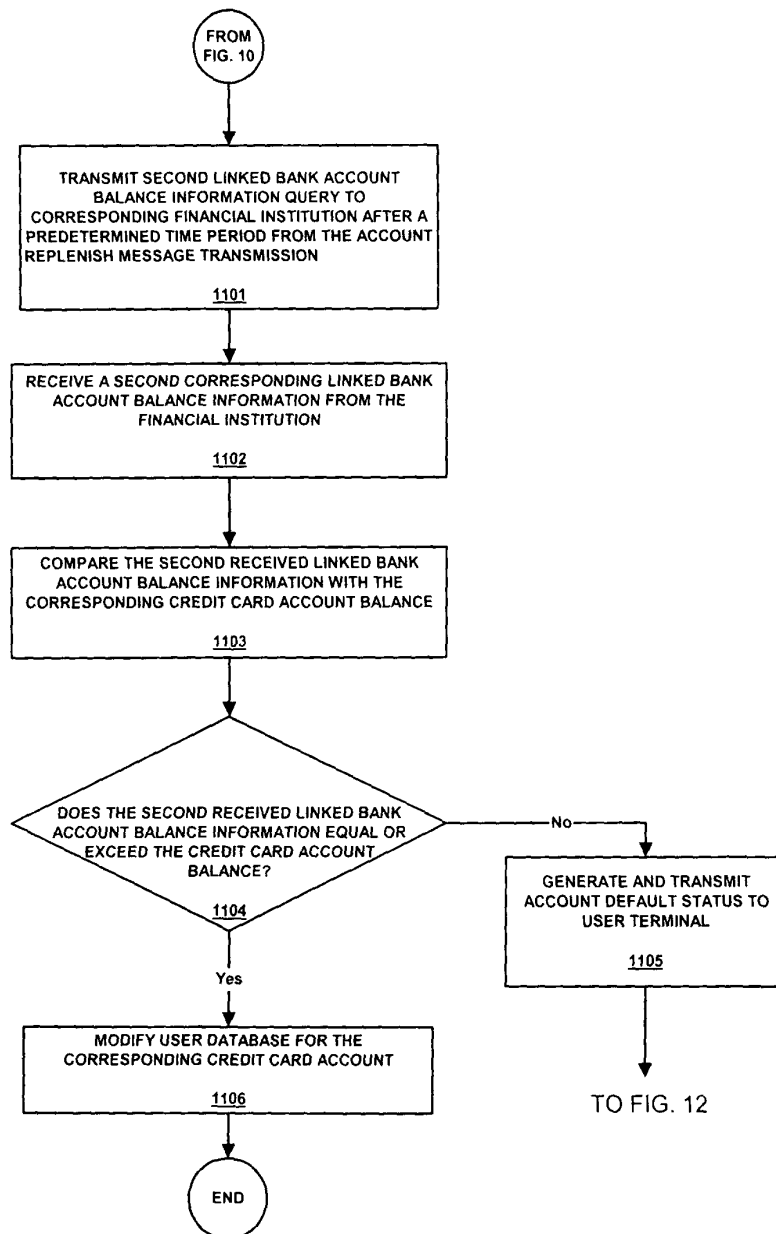 FROM
FIG. 10
TRANSMIT SECOND LINKED BANK ACCOUNT
BALANCE INFORMATION QUERY TO
CORRESPONDING FINANCIAL INSTITUTION AFTER A
PREDETERMINED TIME PERIOD FROM THE ACCOUNT
REPLENISH MESSAGE TRANSMISSION
1101
RECEIVE A SECOND CORRESPONDING LINKED BANK
ACCOUNT BALANCE INFORMATION FROM THE
FINANCIAL INSTITUTION
1102
COMPARE THE SECOND RECEIVED LINKED BANK
ACCOUNT BALANCE INFORMATION WITH THE
CORRESPONDING CREDIT CARD ACCOUNT BALANCE
1103
DOES THE SECOND RECEIVED LINKED BANK
ACCOUNT BALANCE INFORMATION EQUAL OR
EXCEED THE CREDIT CARD ACCOUNT
BALANCE?
1104
No
GENERATE AND TRANSMIT
ACCOUNT DEFAULT STATUS TO
USER TERMINAL
1105
TO FIG. 12
Yes
MODIFY USER DATABASE FOR THE
CORRESPONDING CREDIT CARD ACCOUNT
1106
END